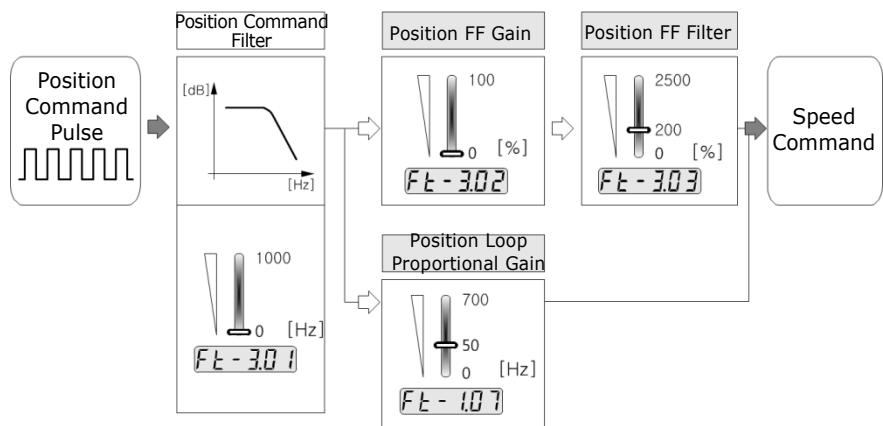 Position
Command
Pulse
Position Command
Filter
[dB]
[Hz]
1000
0 [Hz]
Ft - 3.01
Position FF Gain
100
0 [%]
Ft - 3.02
Position FF Filter
2500
200
0 [%]
Ft - 3.03
Position Loop
Proportional Gain
700
50
0 [Hz]
Ft - 1.07
Speed
Command